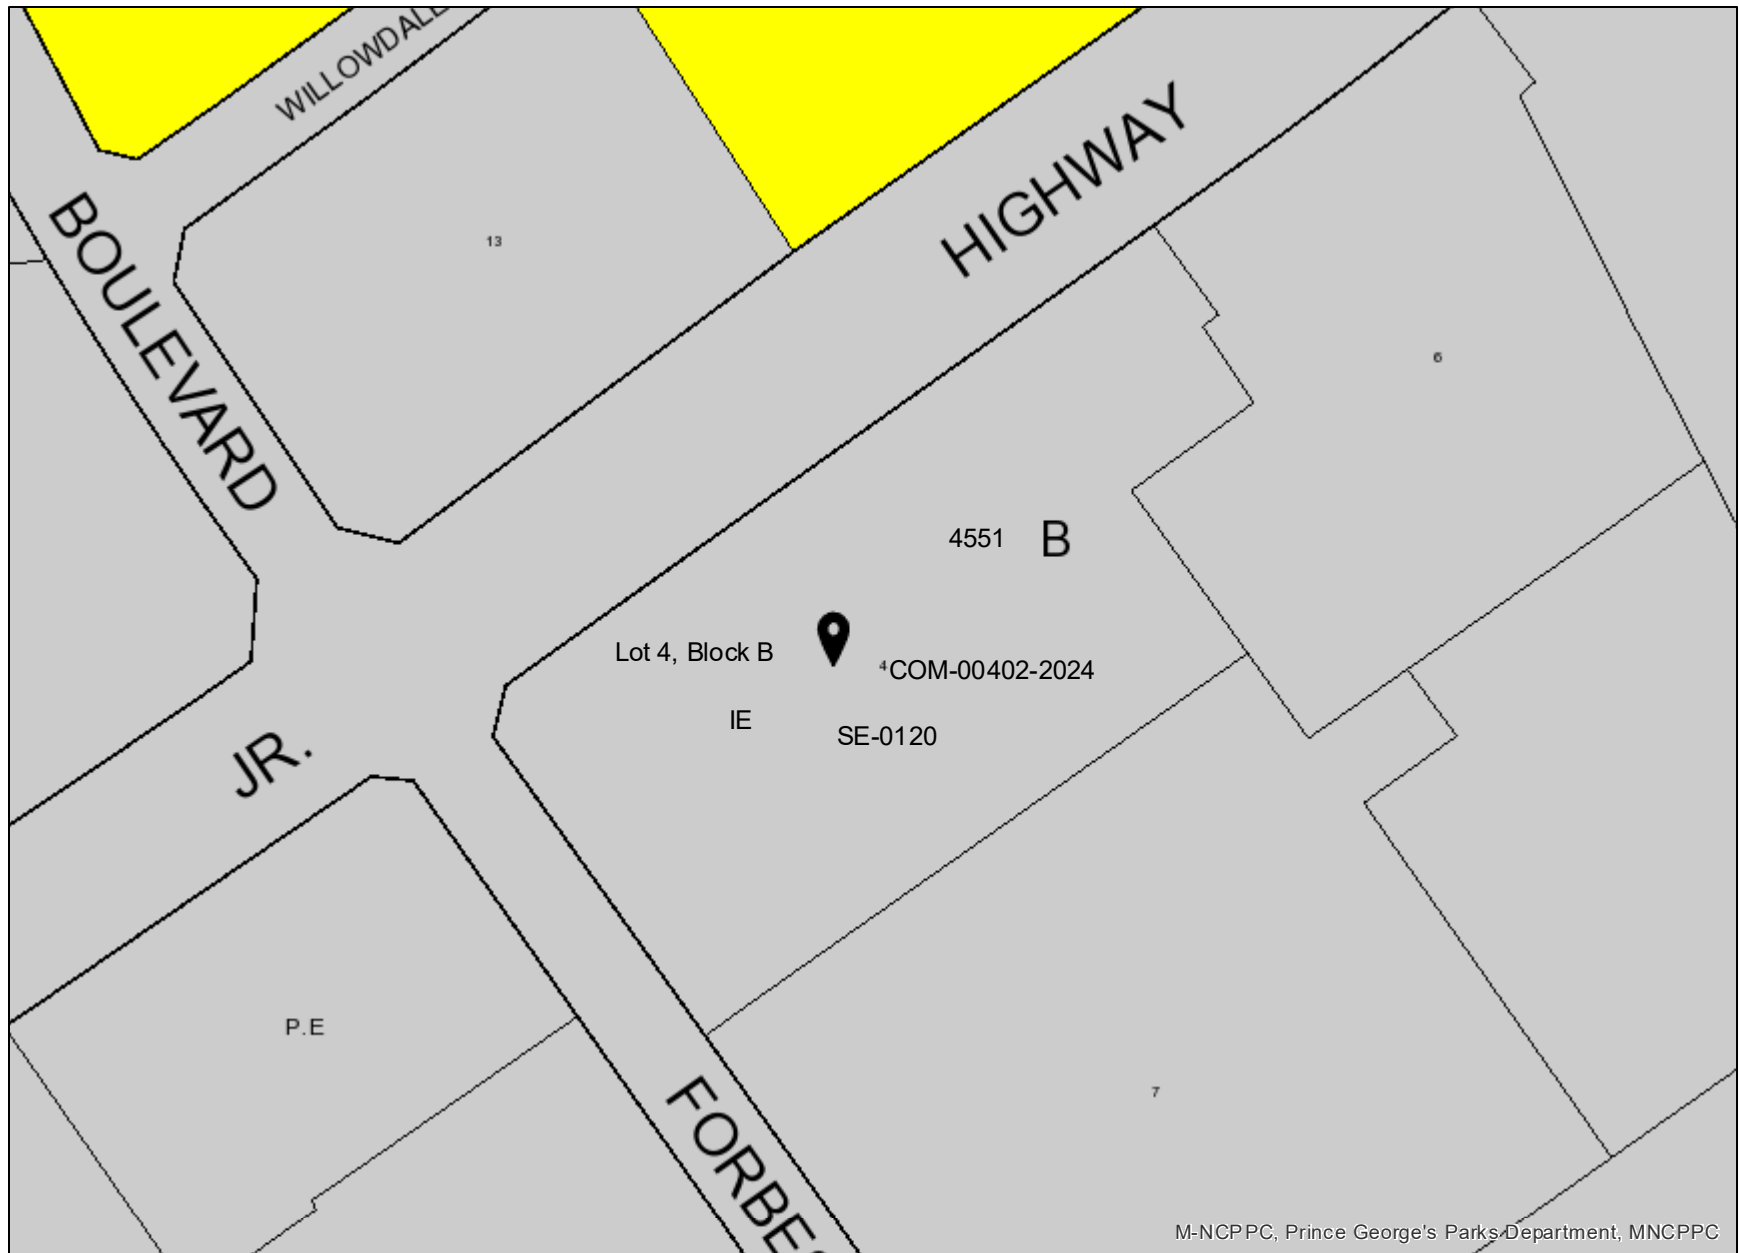 WILLOWDALE
BOULEVARD
HIGHWAY
13
6
4551
B
Lot 4, Block B
4
COM-00402-2024
IE
SE-0120
JR.
P.E
7
FORBES
M-NCPPC, Prince George's Parks Department, MNCPPC